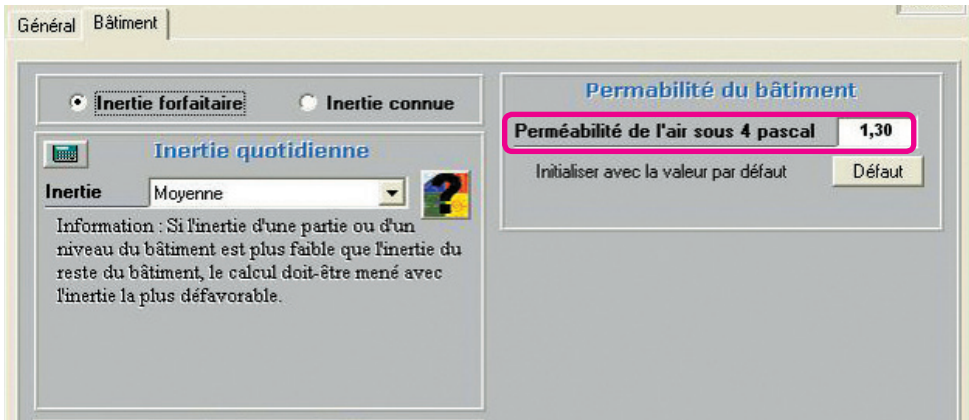 Général Bâtiment
Inertie forfaitaire Inertie connue
Inertie quotidienne
Inertie Moyenne
Information : Si l'inertie d'une partie ou d'un
niveau du bâtiment est plus faible que l'inertie du
reste du bâtiment, le calcul doit-être mené avec
l'inertie la plus défavorable.
Permabilité du bâtiment
Perméabilité de l'air sous 4 pascal 1,30
Initialiser avec la valeur par défaut Défaut